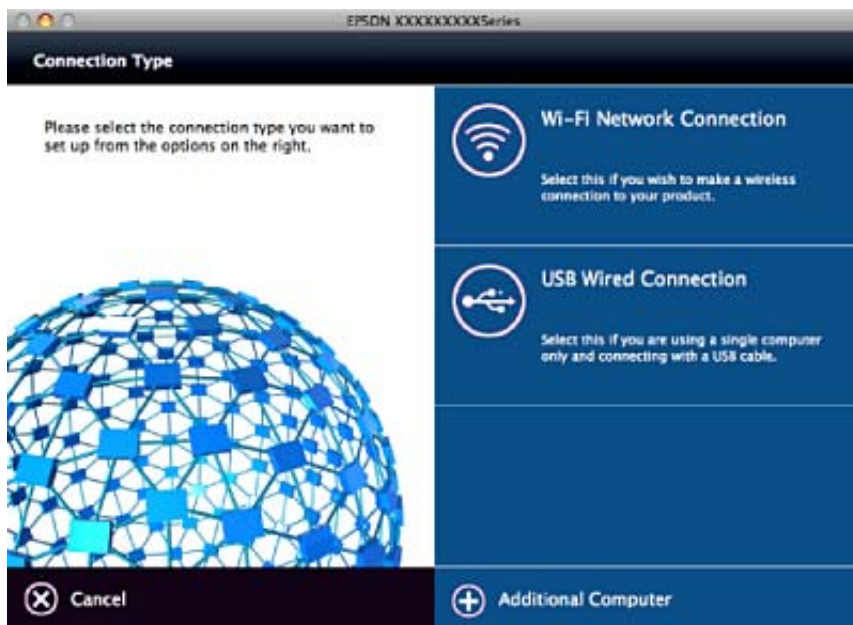 EPSON XXXXXXXXXSeries
Connection Type
Please select the connection type you want to
set up from the options on the right.
Wi-Fi Network Connection
Select this if you wish to make a wireless
connection to your product.
USB Wired Connection
Select this if you are using a single computer
only and connecting with a USB cable.
Cancel
Additional Computer